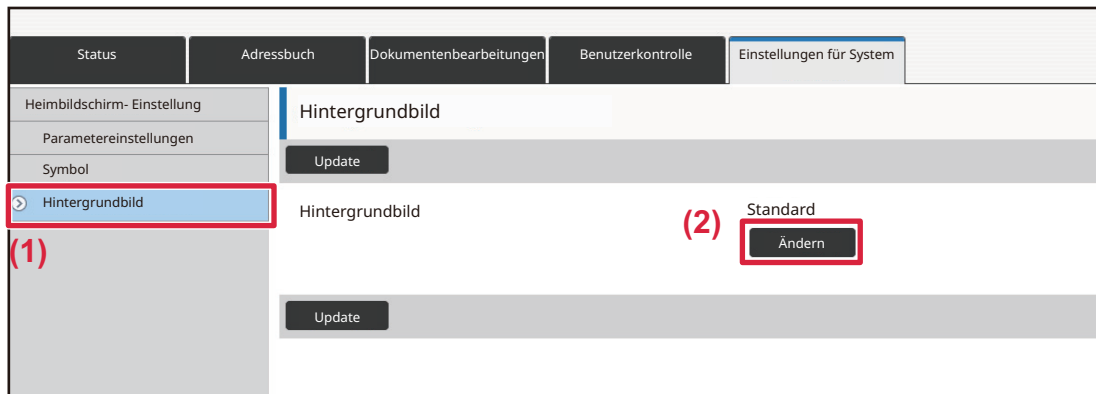 Status
Adressbuch
Dokumentenbearbeitungen
Benutzerkontrolle
Einstellungen für System
Heimbildschirm- Einstellung
Parametereinstellungen
Symbol
Hintergrundbild
(1)
Hintergrundbild
Update
Hintergrundbild
Standard
(2)
Ändern
Update